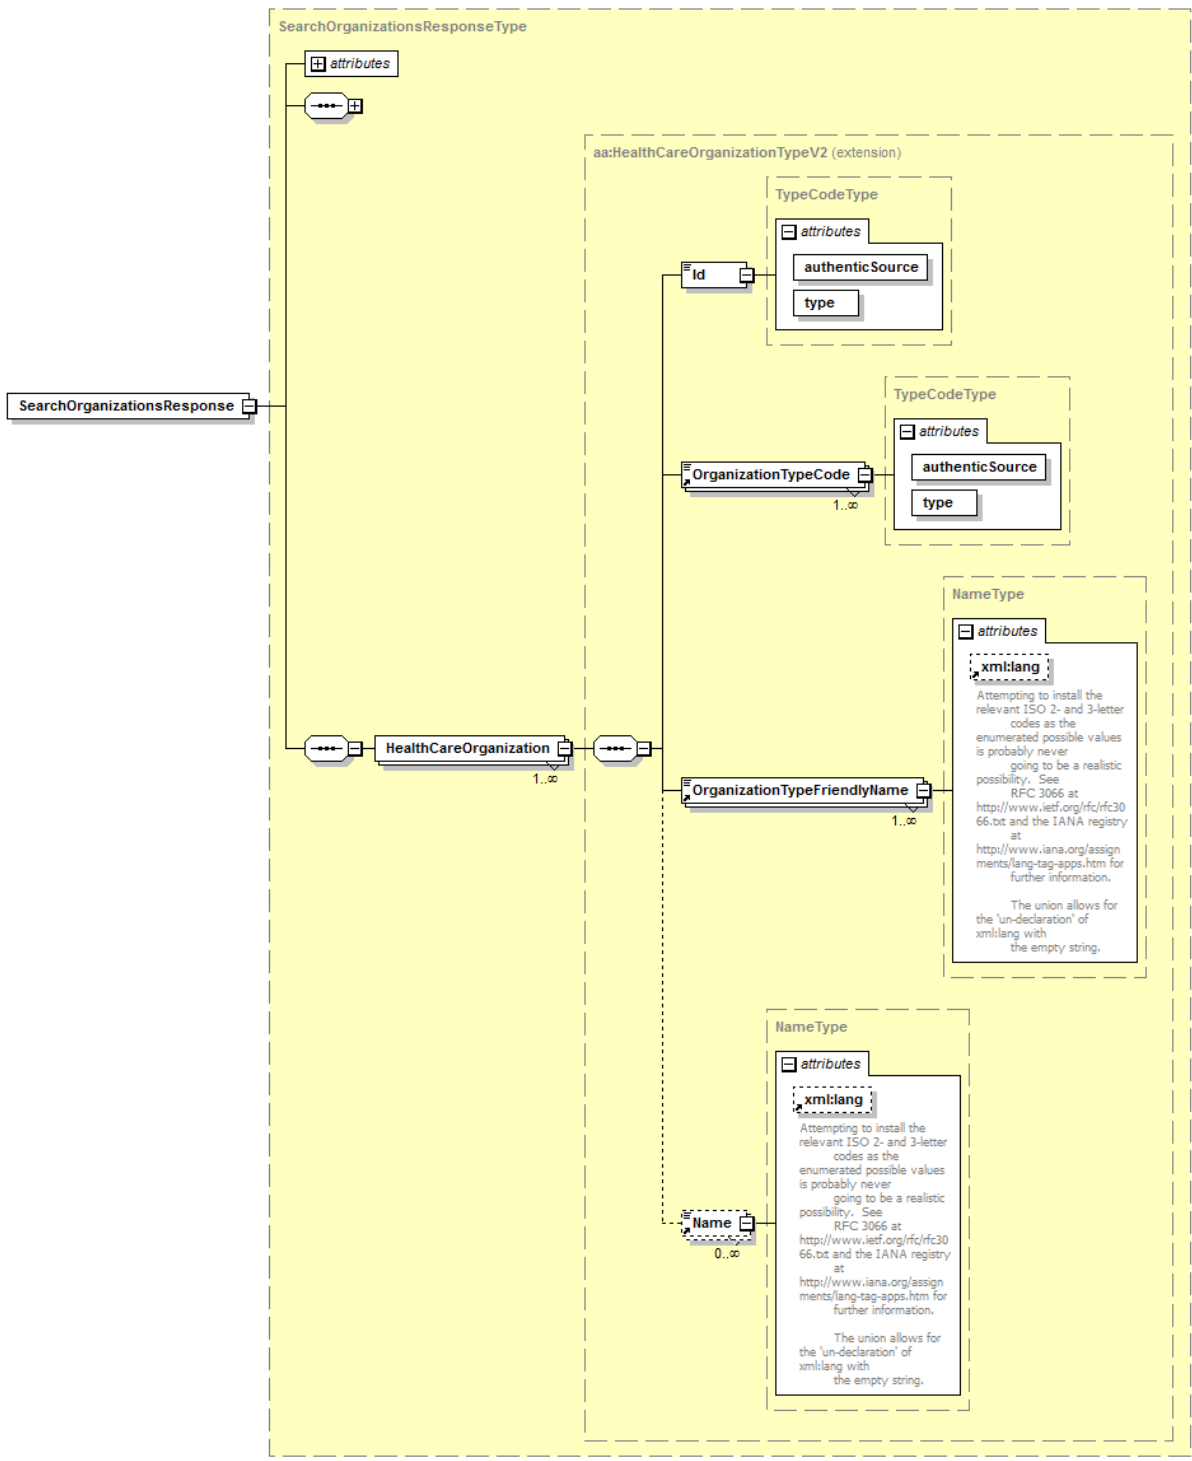 SearchOrganizationsResponseType
attributes
aa:HealthCareOrganizationTypeV2 (extension)
TypeCodeType
attributes
authenticSource
Id
type
TypeCodeType
SearchOrganizationsResponse
attributes
authenticSource
OrganizationTypeCode
type
1..∞
NameType
attributes
xml:lang
Attempting to install the
relevant ISO 2- and 3-letter
codes as the
enumerated possible values
is probably never
going to be a realistic
possibility.  See
RFC 3066 at
http://www.ietf.org/rfc/rfc30
66.txt and the IANA registry
at
http://www.iana.org/assign
ments/lang-tag-apps.htm for
further information.
The union allows for
the 'un-declaration' of
xml:lang with
the empty string.
HealthCareOrganization
1..∞
OrganizationTypeFriendlyName
1..∞
NameType
attributes
xml:lang
Attempting to install the
relevant ISO 2- and 3-letter
codes as the
enumerated possible values
is probably never
going to be a realistic
possibility.  See
RFC 3066 at
http://www.ietf.org/rfc/rfc30
66.txt and the IANA registry
at
http://www.iana.org/assign
ments/lang-tag-apps.htm for
further information.
The union allows for
the 'un-declaration' of
xml:lang with
the empty string.
Name
0..∞